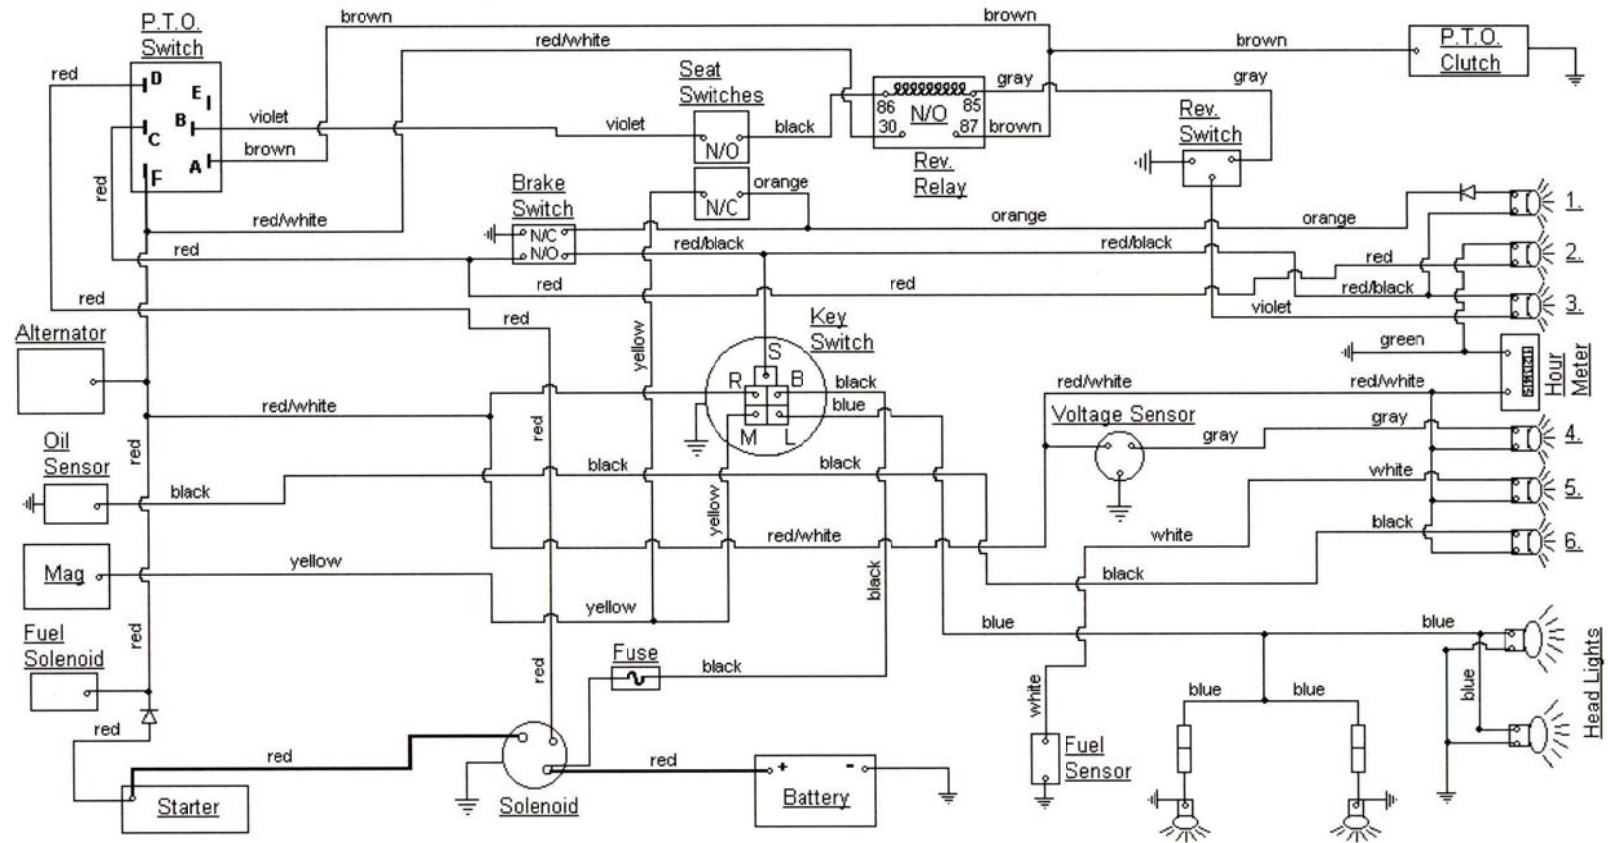 brown
brown
P.T.O.
Switch
red/white
brown
P.T.O.
Clutch
red
D
E
B
C
A
F
violet
brown
Seat
Switches
violet
N/O
black
gray
gray
86
85
N/O
30
87
brown
Rev.
Relay
Rev.
Switch
N/C
orange
red
Brake
Switch
N/C
N/O
red/white
red
orange
orange
1.
red/black
red/black
red
2.
red
red
red/black
3.
violet
red
red
Alternator
yellow
Key
Switch
S
R
B
M
L
black
blue
green
Hour
Meter
red/white
red/white
red/white
Voltage Sensor
gray
gray
4.
red
red
Oil
Sensor
black
black
black
white
5.
yellow
red/white
white
black
6.
Mag
yellow
yellow
black
black
Fuel
Solenoid
red
red
Fuse
black
blue
blue
Head Lights
blue
white
blue
blue
red
red
Solenoid
red
Battery
+
-
Starter
Fuel
Sensor